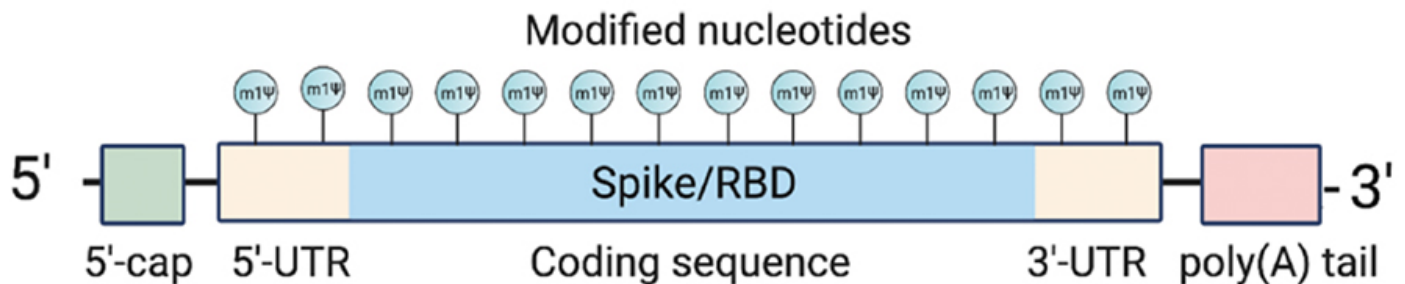 Modified nucleotides
m1Ψ m1Ψ m1Ψ m1Ψ m1Ψ m1Ψ m1Ψ m1Ψ m1Ψ m1Ψ m1Ψ m1Ψ m1Ψ m1Ψ
5' Spike/RBD 3'
5'-cap 5'-UTR Coding sequence 3'-UTR poly(A) tail